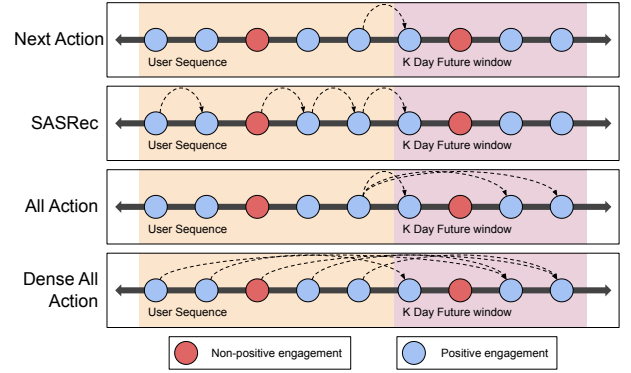 Next Action
User Sequence
K Day Future window
SASRec
User Sequence
K Day Future window
All Action
User Sequence
K Day Future window
Dense All
Action
User Sequence
K Day Future window
Non-positive engagement
Positive engagement